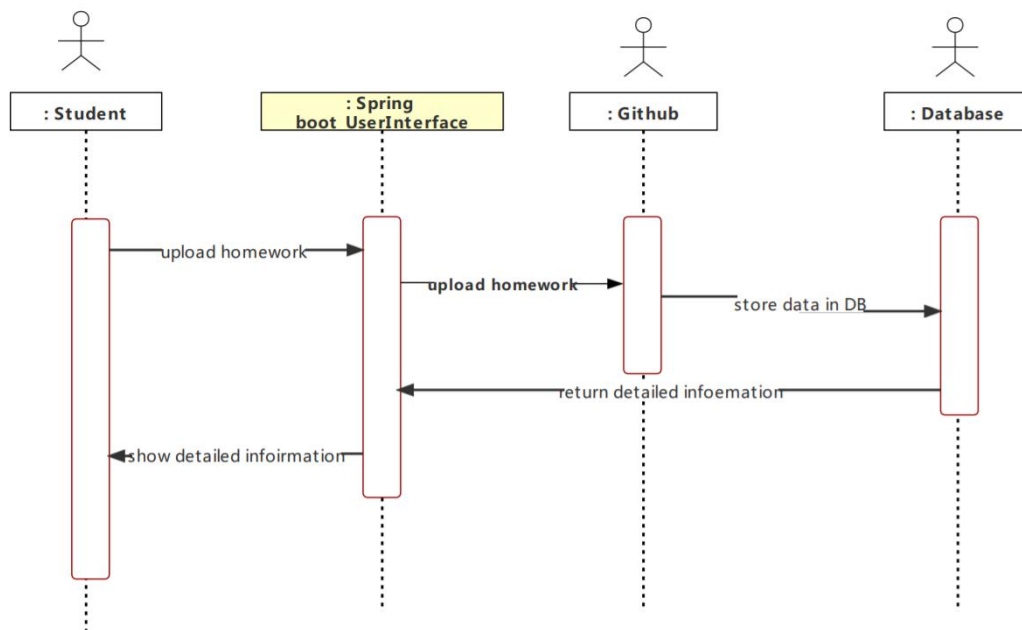 : Student
: Spring
boot UserInterface
: Github
: Database
upload homework
upload homework
store data in DB
return detailed infoemation
show detailed infoirmation